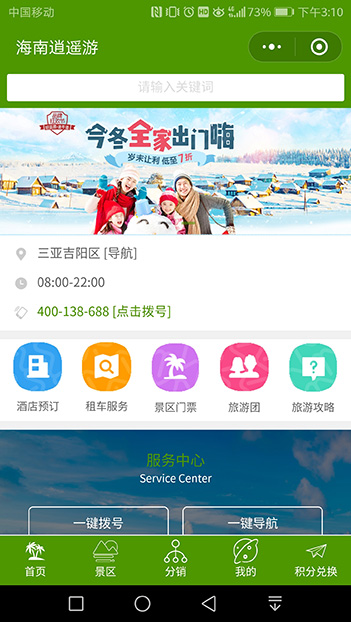 中国移动
73%
下午3:10
海南逍遥游
请输入关键词
今冬全家出门嗨
岁末让利 低至7折
三亚吉阳区 [导航]
08:00-22:00
400-138-688 [点击拨号]
酒店预订
租车服务
景区门票
旅游团
旅游攻略
服务中心
Service Center
一键拨号
一键导航
首页
景区
分销
我的
积分兑换